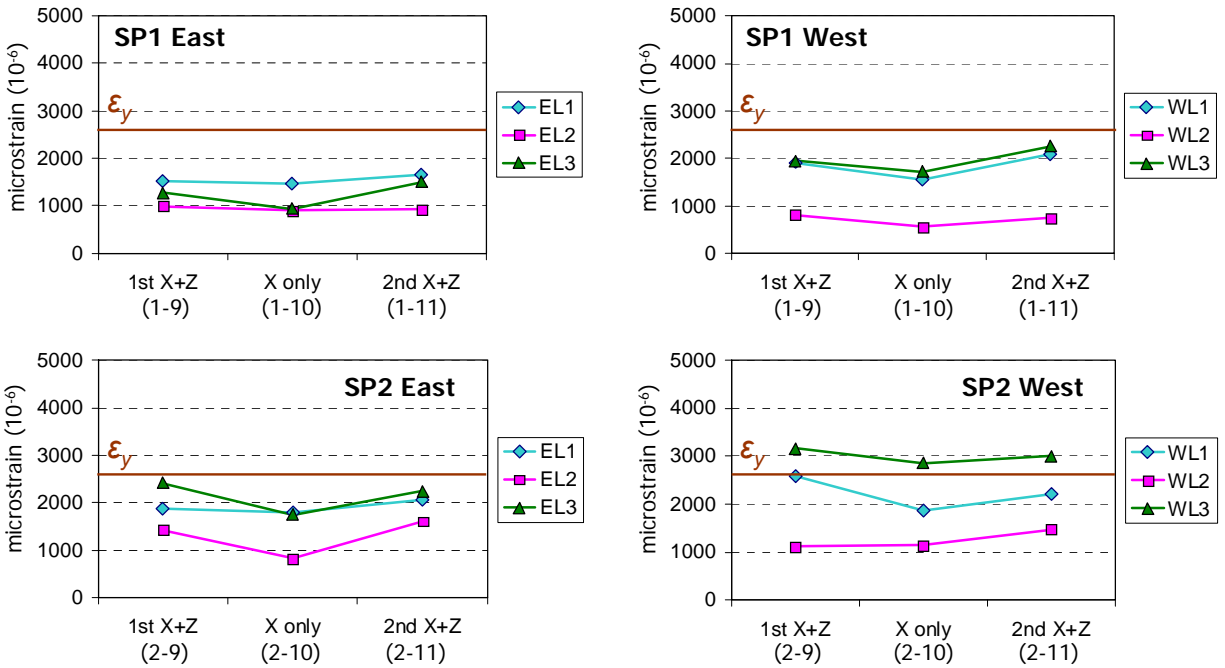 SP1 East
microstrain (10-6)
5000
4000
3000
2000
1000
0
εy
EL1
EL2
EL3
1st X+Z
(1-9)
X only
(1-10)
2nd X+Z
(1-11)
SP1 West
microstrain (10-6)
5000
4000
3000
2000
1000
0
εy
WL1
WL2
WL3
1st X+Z
(1-9)
X only
(1-10)
2nd X+Z
(1-11)
SP2 East
microstrain (10-6)
5000
4000
3000
2000
1000
0
εy
EL1
EL2
EL3
1st X+Z
(2-9)
X only
(2-10)
2nd X+Z
(2-11)
SP2 West
microstrain (10-6)
5000
4000
3000
2000
1000
0
εy
WL1
WL2
WL3
1st X+Z
(2-9)
X only
(2-10)
2nd X+Z
(2-11)